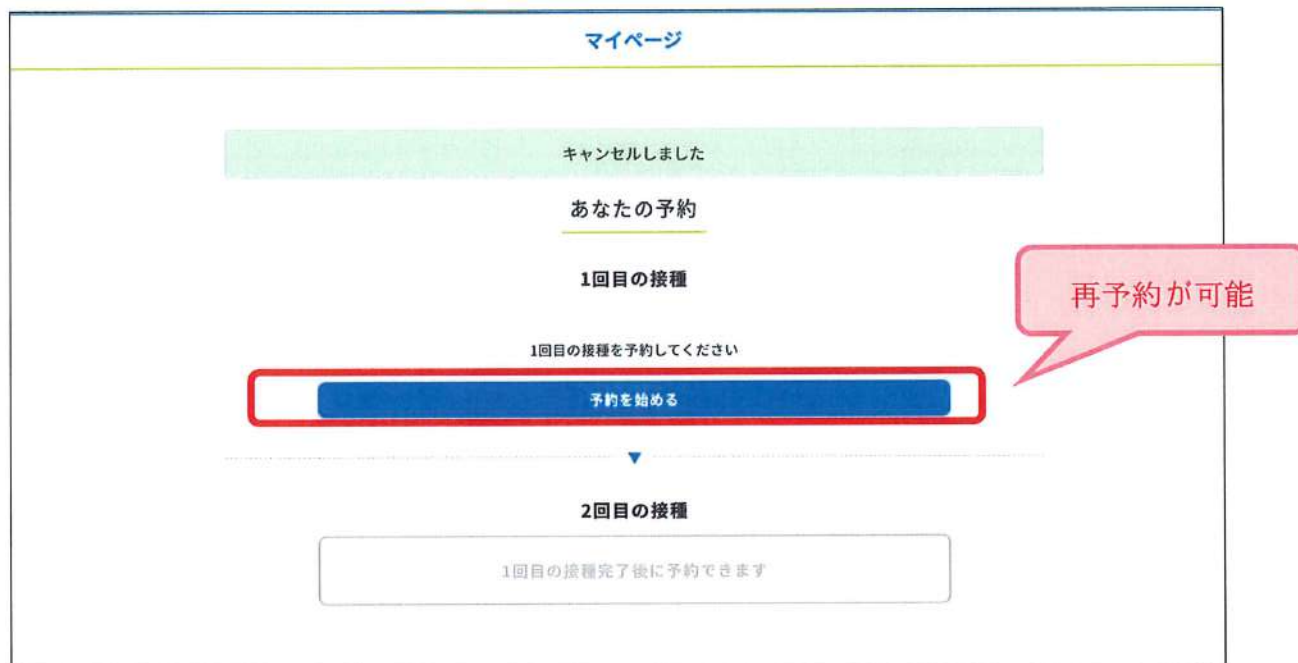 マイページ
キャンセルしました
あなたの予約
1回目の接種
再予約が可能
1回目の接種を予約してください
予約を始める
2回目の接種
1回目の接種完了後に予約できます